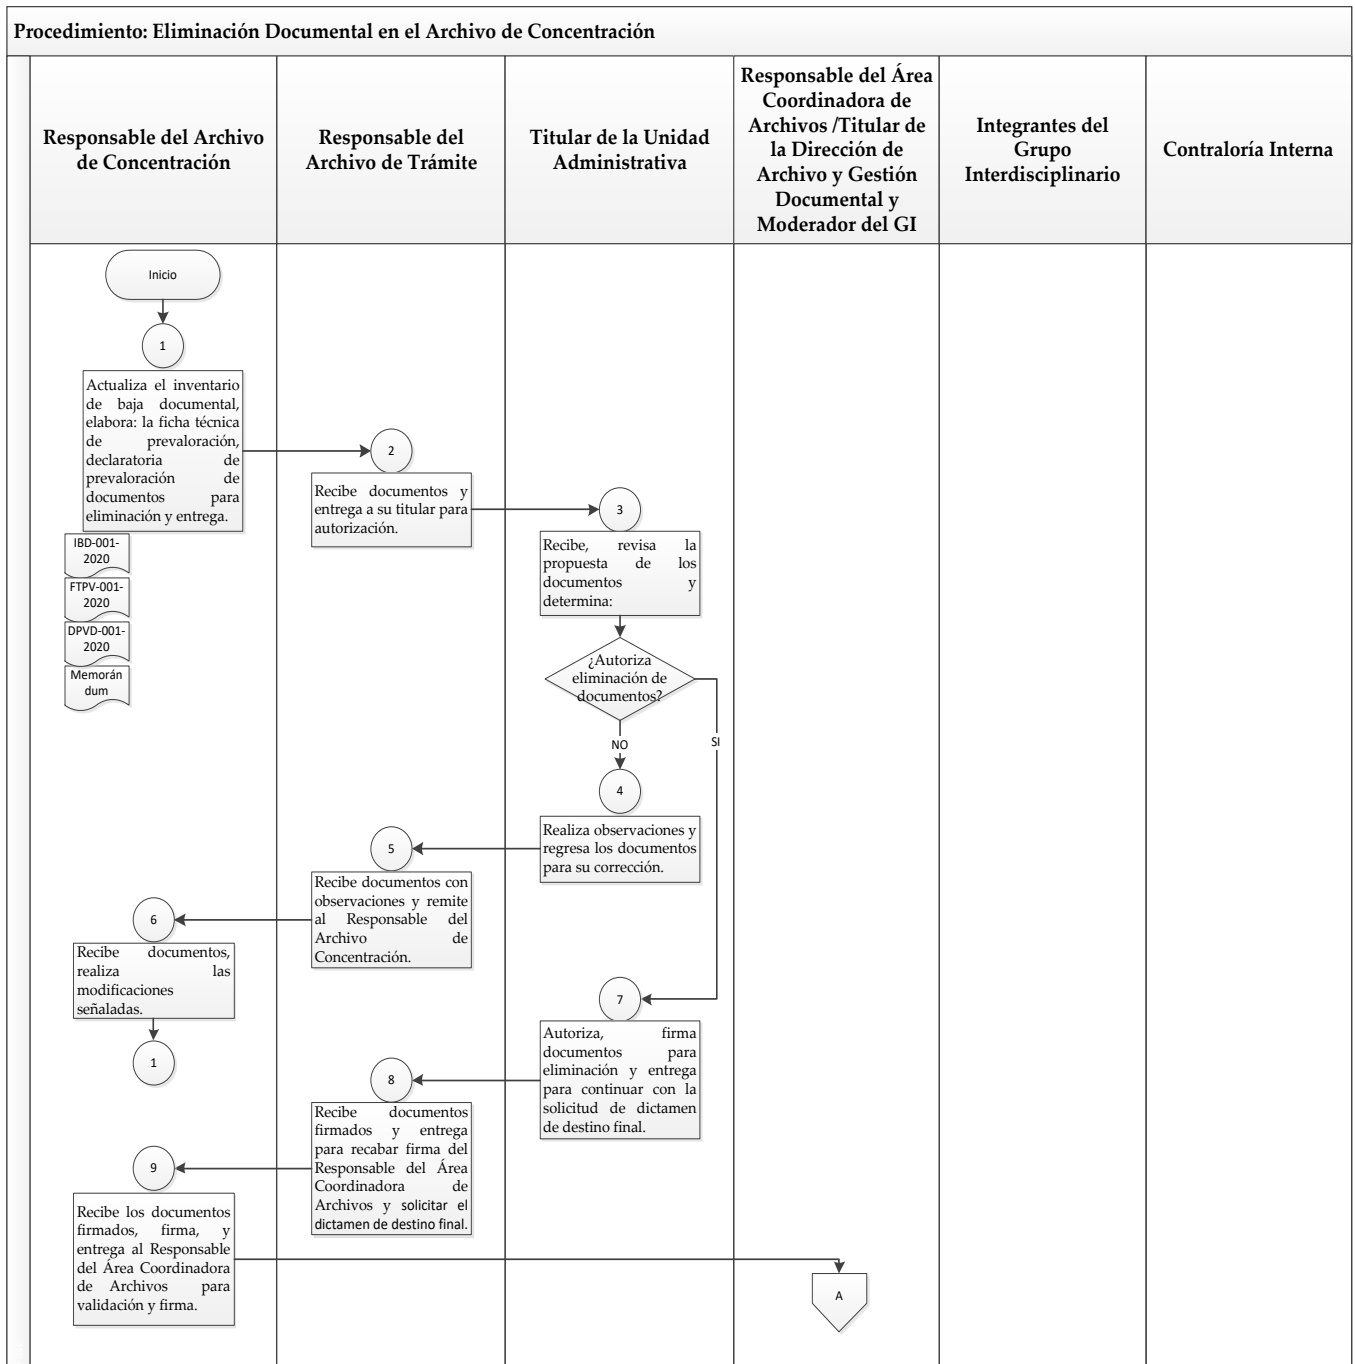 Procedimiento: Eliminación Documental en el Archivo de Concentración
Responsable del Archivo
de Concentración
Responsable del
Archivo de Trámite
Titular de la Unidad
Administrativa
Responsable del Área
Coordinadora de
Archivos /Titular de
la Dirección de
Archivo y Gestión
Documental y
Moderador del GI
Integrantes del
Grupo
Interdisciplinario
Contraloría Interna
Inicio
1
Actualiza el inventario
de baja documental,
elabora: la ficha técnica
de prevaloración,
declaratoria de
prevaloración de
documentos para
eliminación y entrega.
IBD-001-
2020
FTPV-001-
2020
DPVD-001-
2020
Memorán
dum
2
Recibe documentos y
entrega a su titular para
autorización.
3
Recibe, revisa la
propuesta de los
documentos y
determina:
¿Autoriza
eliminación de
documentos?
NO
SI
4
Realiza observaciones y
regresa los documentos
para su corrección.
5
Recibe documentos con
observaciones y remite
al Responsable del
Archivo de
Concentración.
6
Recibe documentos,
realiza las
modificaciones
señaladas.
1
7
Autoriza, firma
documentos para
eliminación y entrega
para continuar con la
solicitud de dictamen
de destino final.
8
Recibe documentos
firmados y entrega
para recabar firma del
Responsable del Área
Coordinadora de
Archivos y solicitar el
dictamen de destino final.
9
Recibe los documentos
firmados, firma, y
entrega al Responsable
del Área Coordinadora
de Archivos para
validación y firma.
A